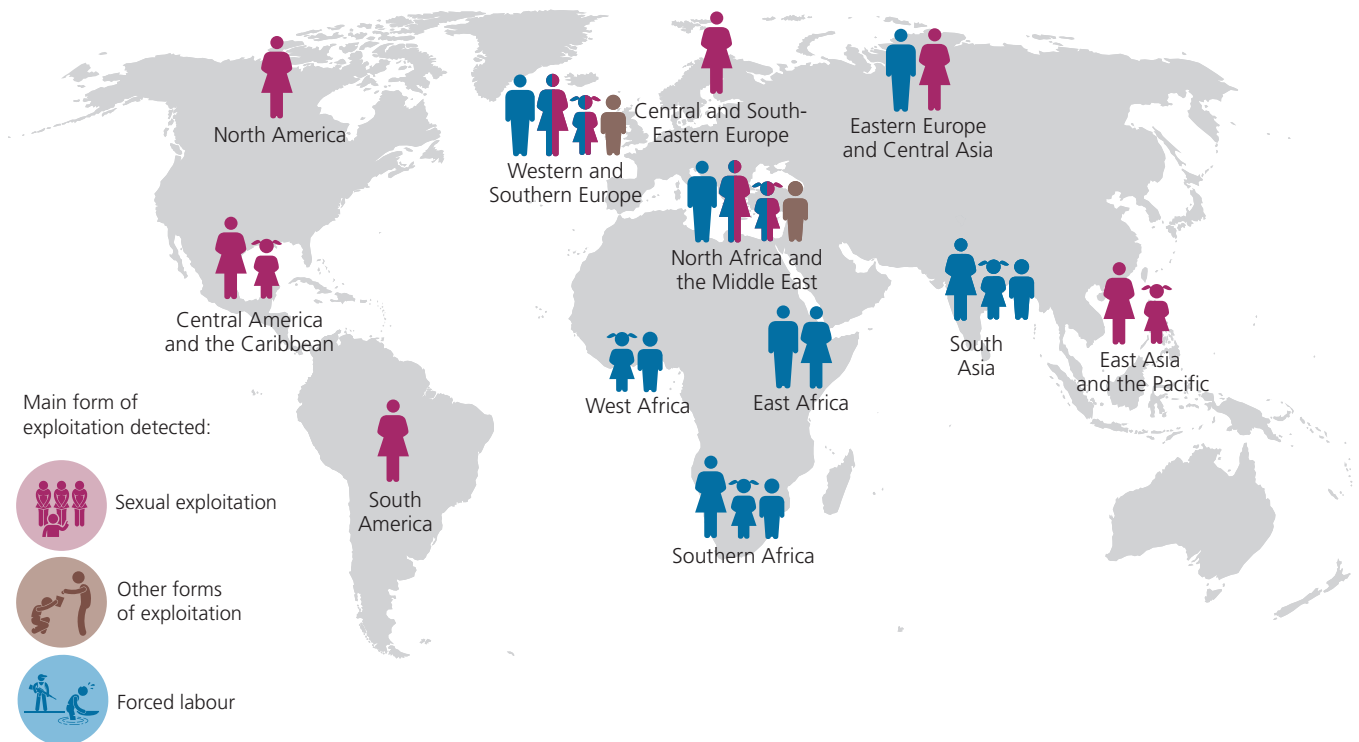 North America
Central and South-
Eastern Europe
Eastern Europe
and Central Asia
Western and
Southern Europe
North Africa and
the Middle East
Central America
and the Caribbean
South
Asia
East Asia
and the Pacific
West Africa
East Africa
Main form of
exploitation detected:
Sexual exploitation
South
America
Southern Africa
Other forms
of exploitation
Forced labour